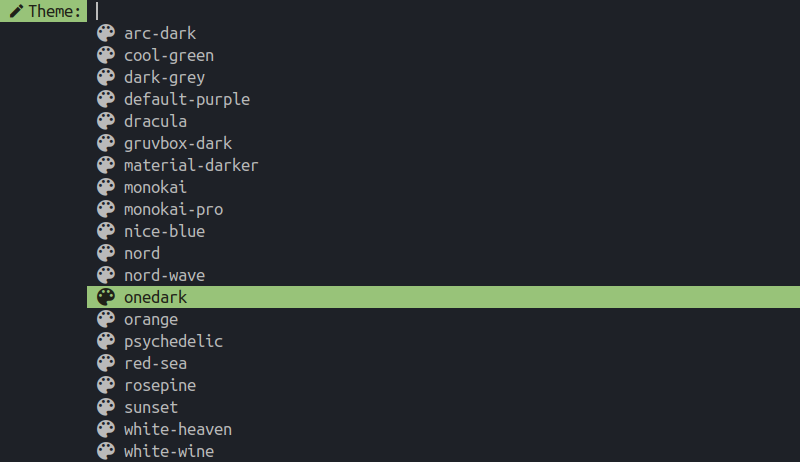 Theme:
arc-dark
cool-green
dark-grey
default-purple
dracula
gruvbox-dark
material-darker
monokai
monokai-pro
nice-blue
nord
nord-wave
onedark
orange
psychedelic
red-sea
rosepine
sunset
white-heaven
white-wine